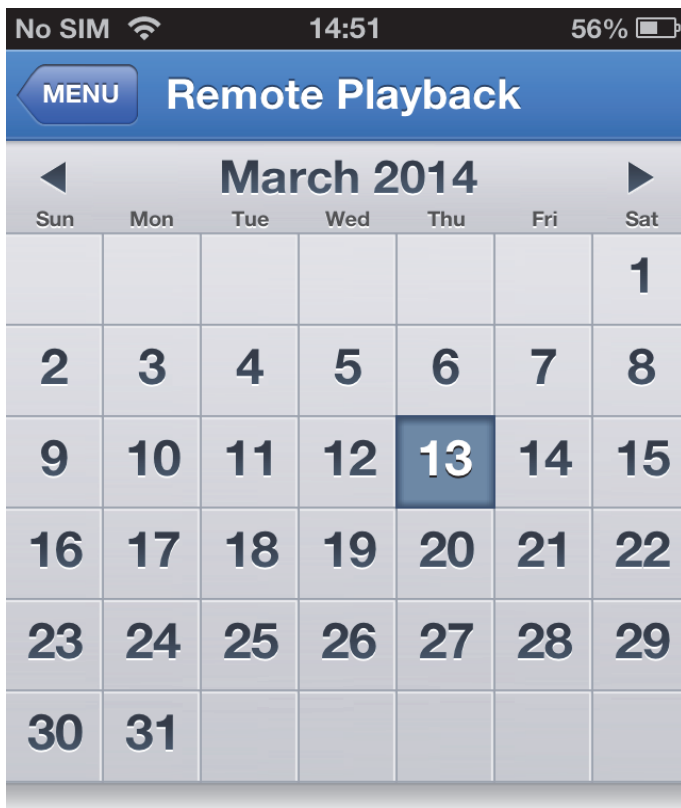 No SIM 14:51 56%
MENU Remote Playback
March 2014
Sun Mon Tue Wed Thu Fri Sat
1
2 3 4 5 6 7 8
9 10 11 12 13 14 15
16 17 18 19 20 21 22
23 24 25 26 27 28 29
30 31